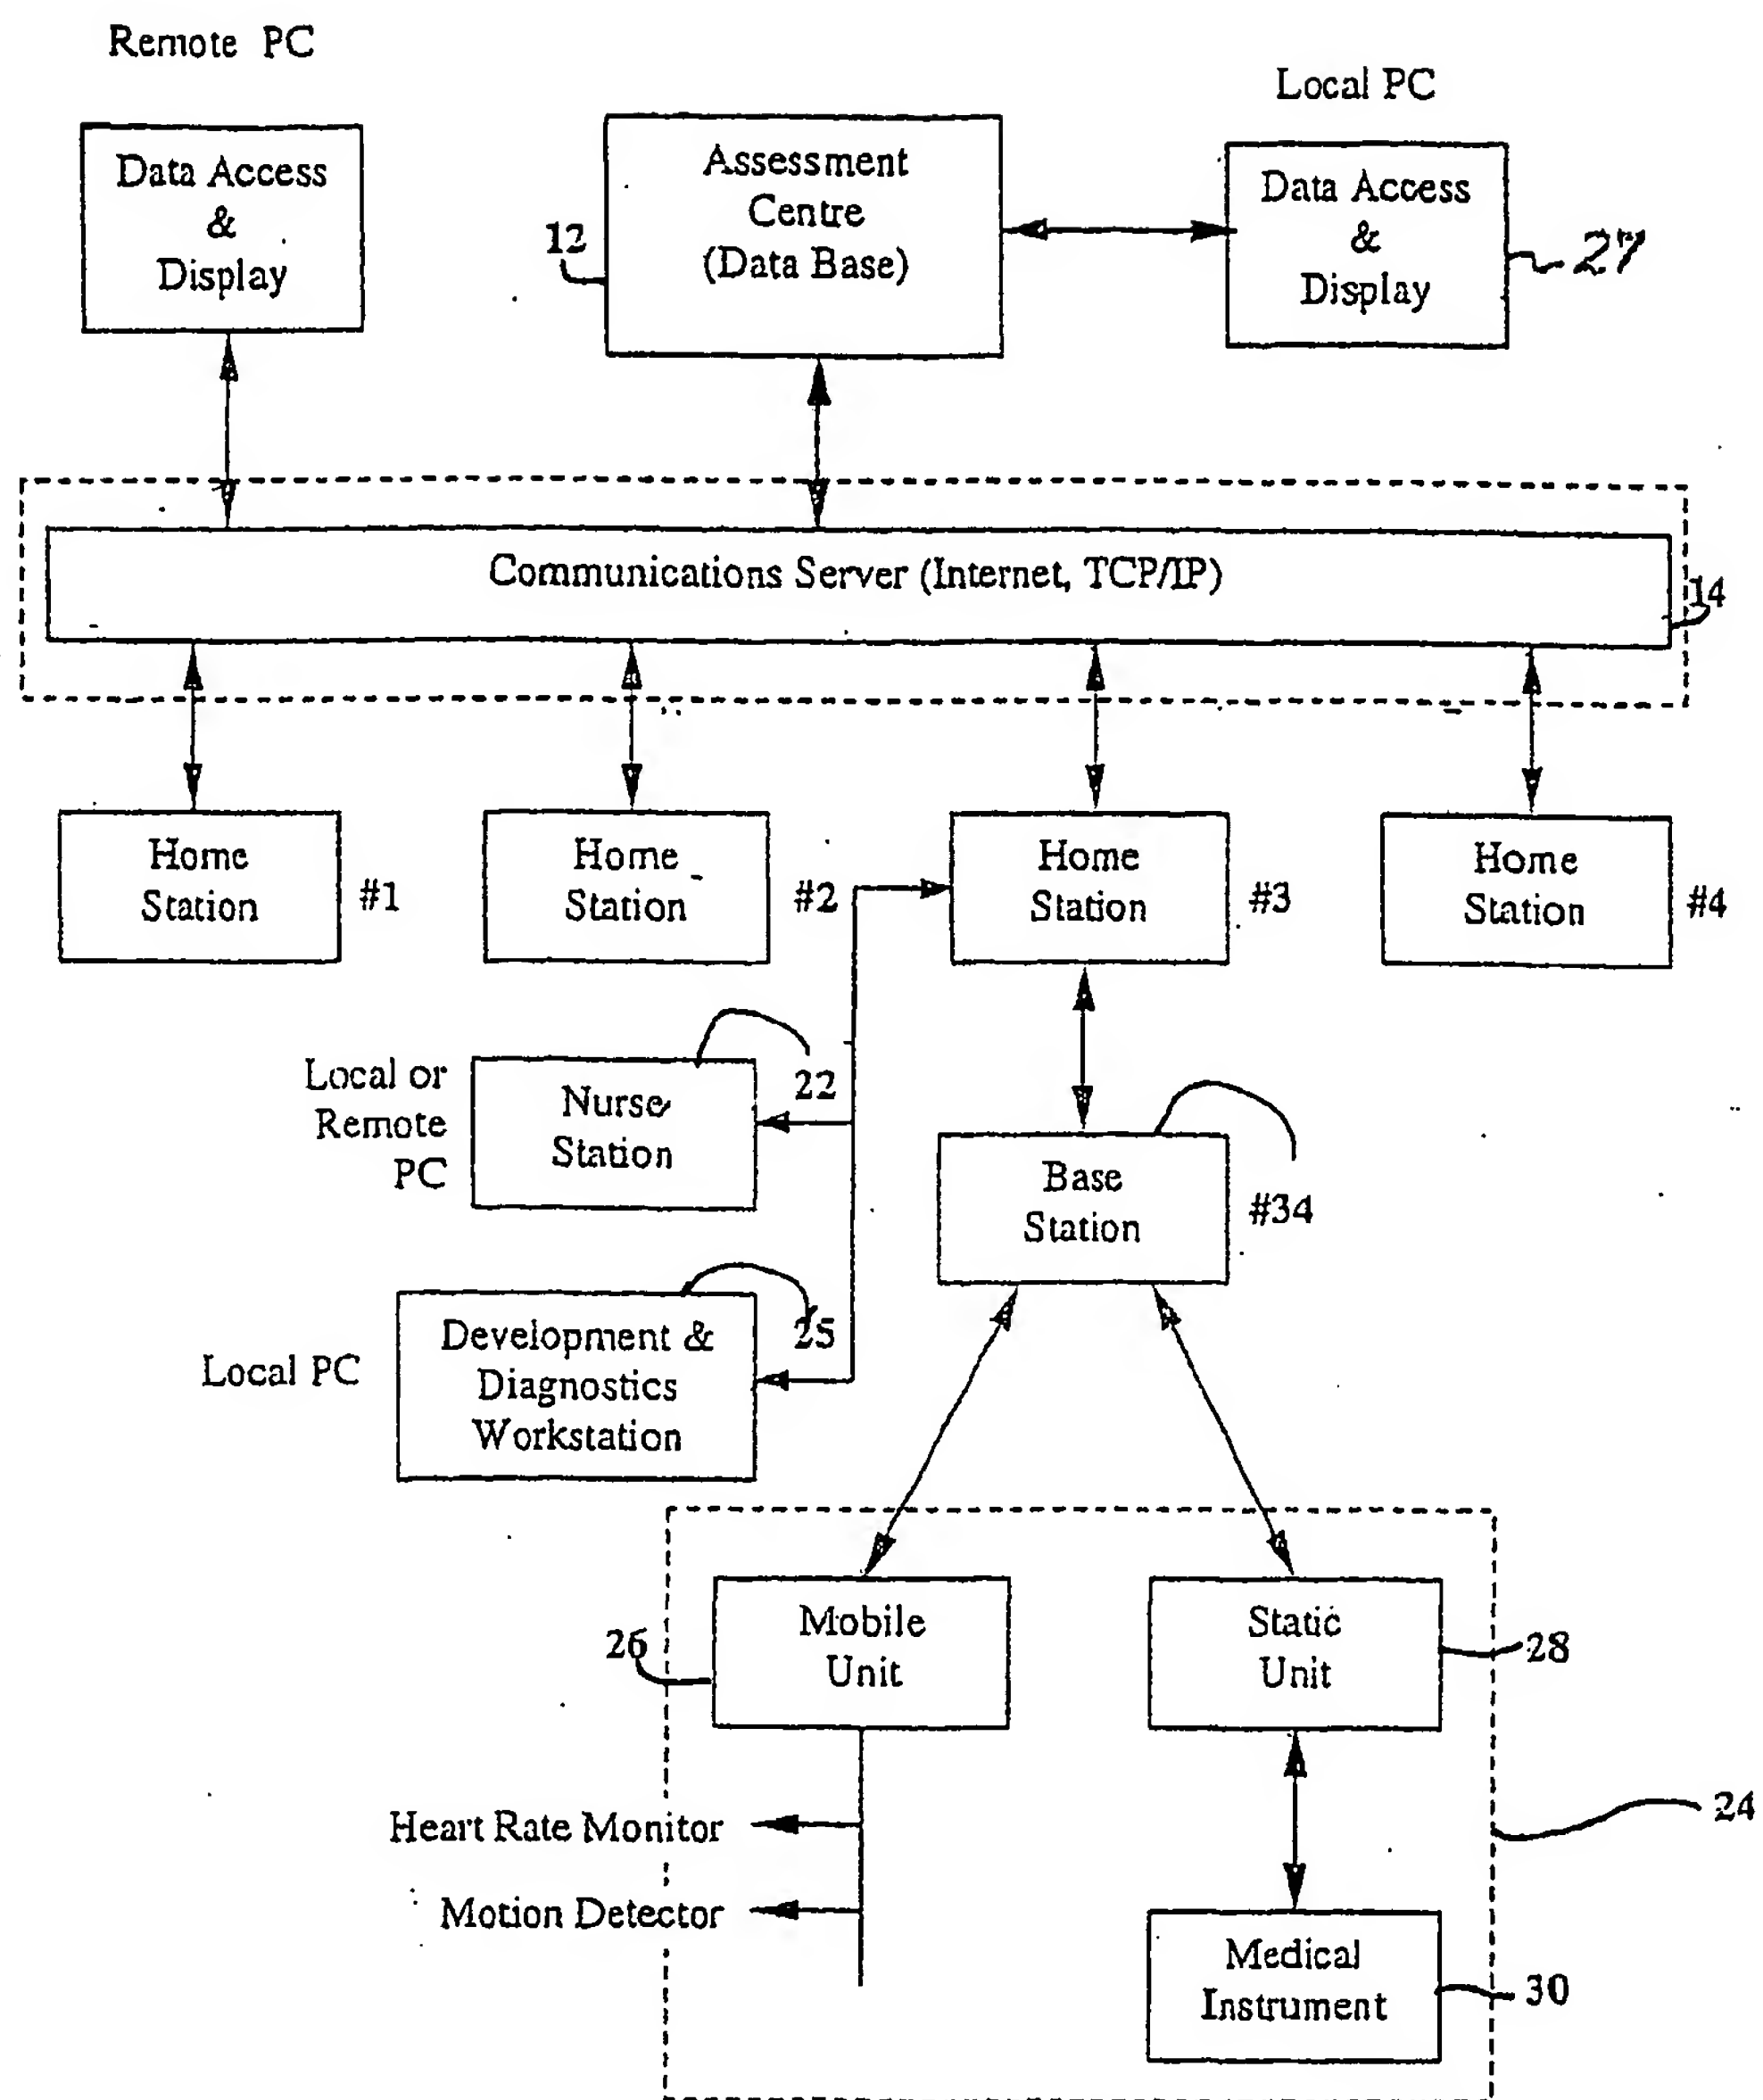 Remote PC
Local PC
Data Access
&
Display
Assessment
Centre
(Data Base)
12
Data Access
&
Display
27
Communications Server (Internet, TCP/IP)
14
Home
Station
#1
Home
Station
#2
Home
Station
#3
Home
Station
#4
Local or
Remote
PC
Nurse
Station
22
Base
Station
#34
Local PC
Development &
Diagnostics
Workstation
25
26
Mobile
Unit
Static
Unit
28
Heart Rate Monitor
Motion Detector
24
Medical
Instrument
30